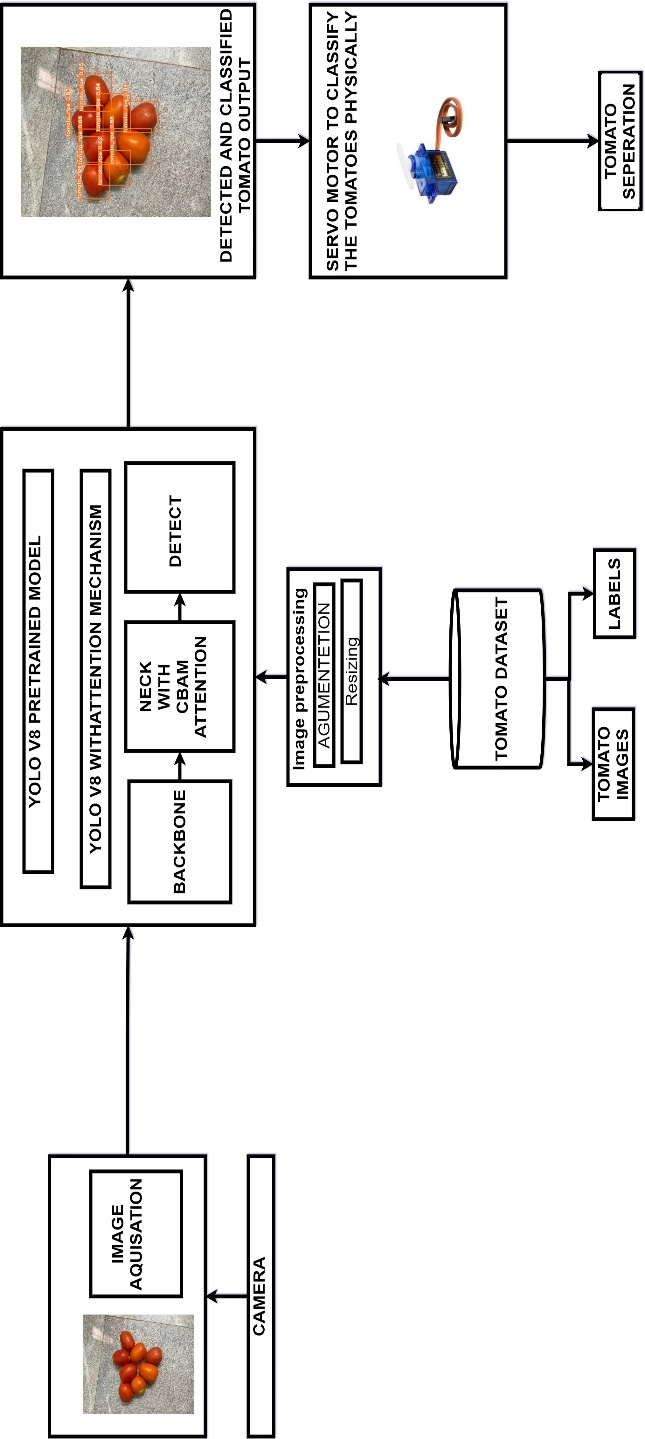 IMAGE
AQUISATION
CAMERA
YOLO V8 PRETRAINED MODEL
YOLO V8 WITHATTENTION MECHANISM
BACKBONE
NECK
WITH
CBAM
ATTENTION
DETECT
Image preprocessing
AGUMENTETION
Resizing
TOMATO DATASET
TOMATO
IMAGES
LABELS
DETECTED AND CLASSIFIED
TOMATO OUTPUT
SERVO MOTOR TO CLASSIFY
THE TOMATOES PHYSICALLY
TOMATO
SEPERATION